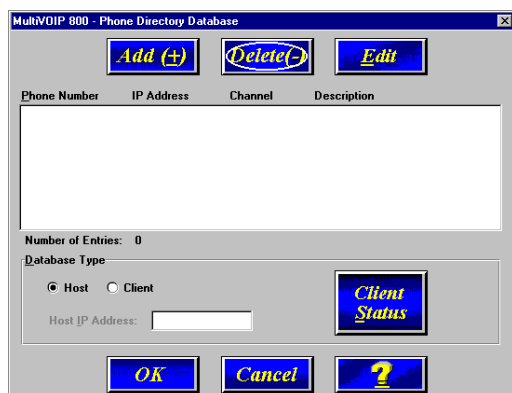 MultiVOIP 800 - Phone Directory Database
Add (+) Delete(-) Edit
Phone Number IP Address Channel Description
Number of Entries: 0
Database Type
Host Client
Host IP Address:
Client
Status
OK Cancel ?